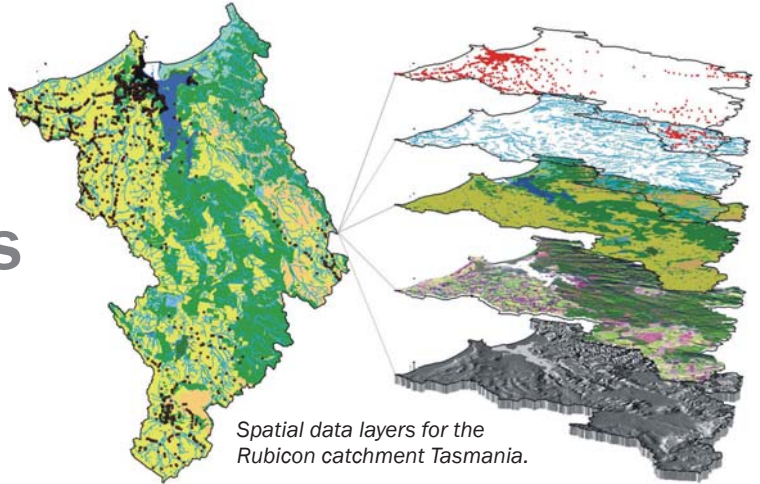 s
Spatial data layers for the
Rubicon catchment Tasmania.